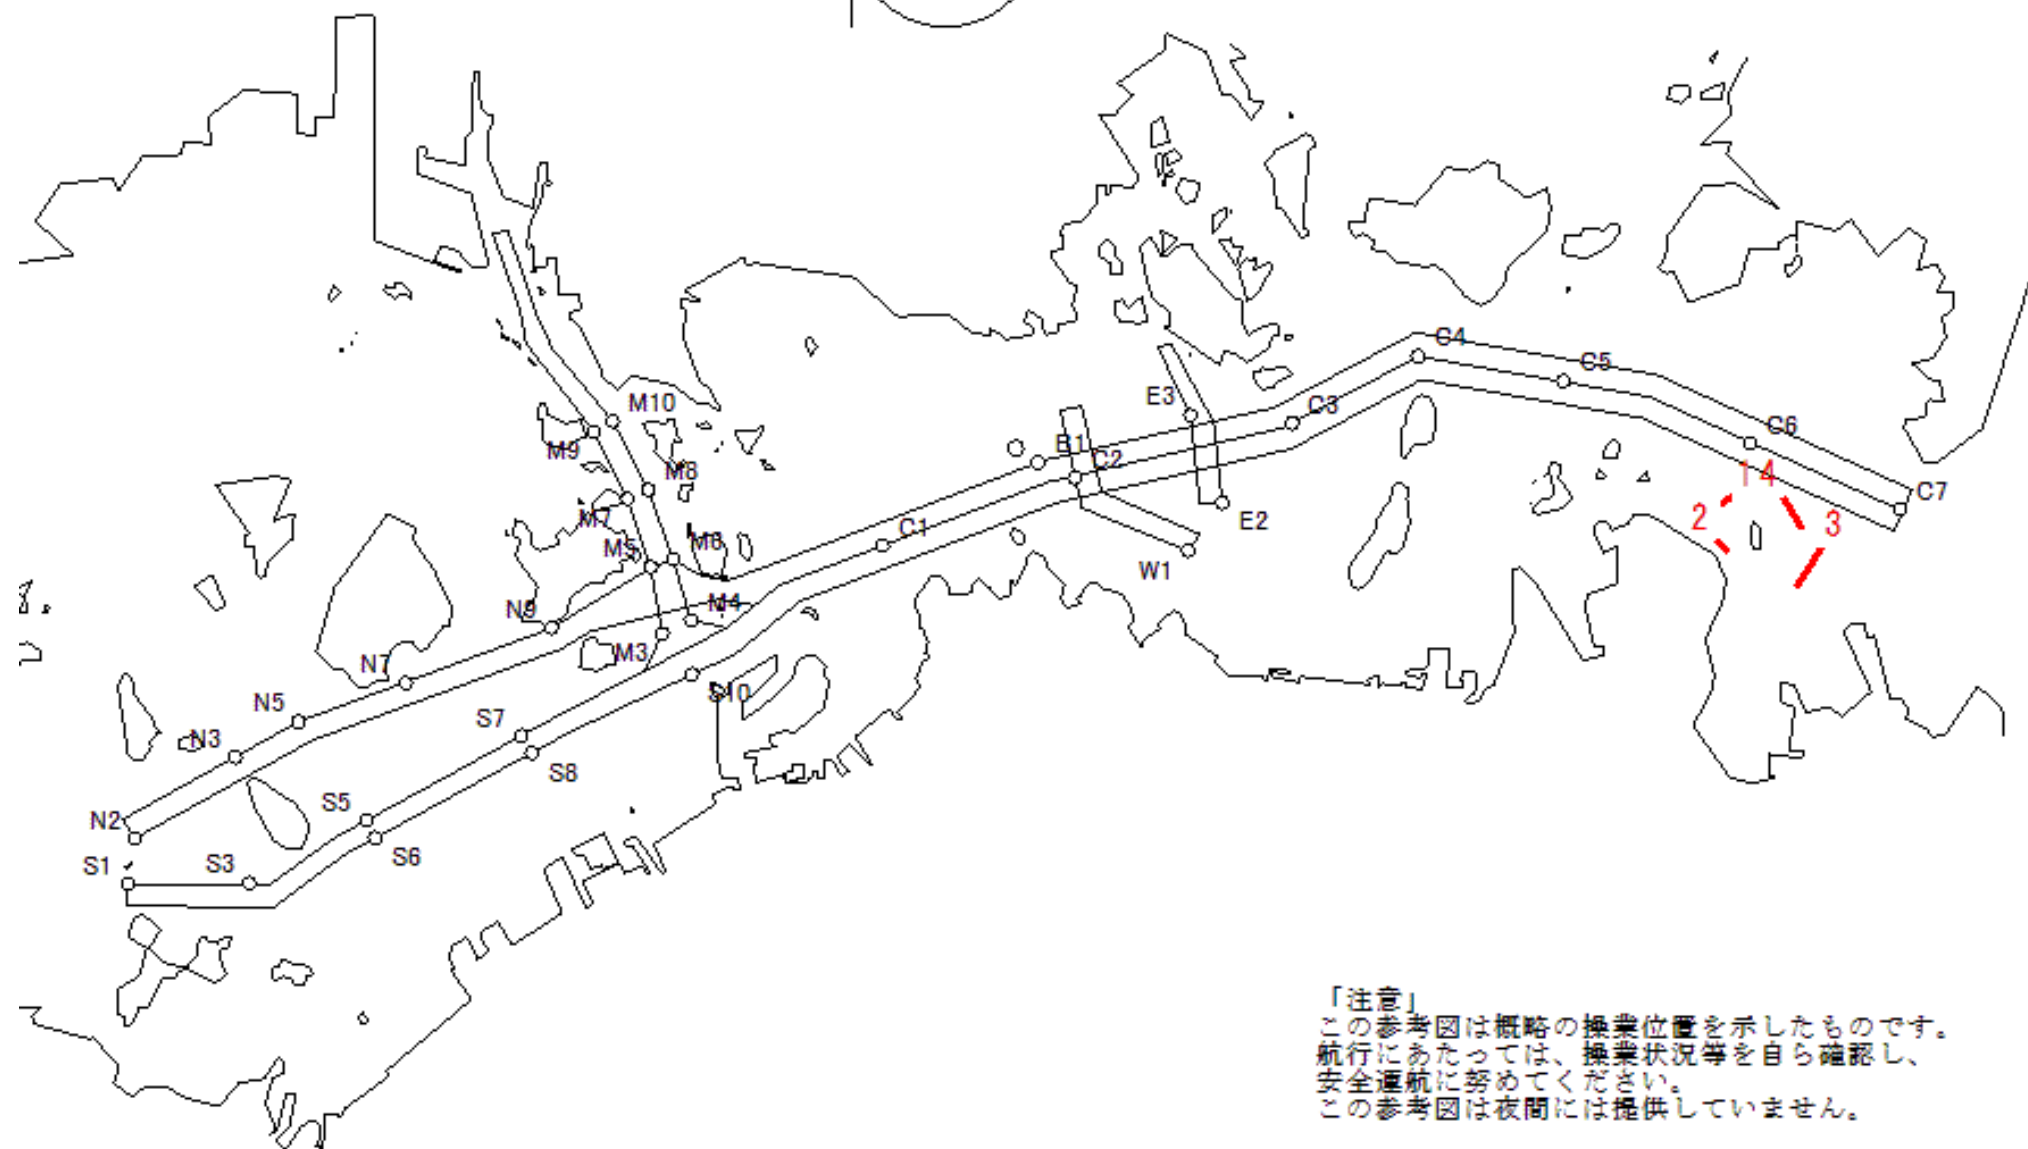 C4
C5
E3
M10
C3
C6
B1
M9
C2
M8
1 4
C7
M7
E2
2
3
C1
M5
M6
W1
N9
M4
M3
N7
S10
N5
S7
N3
S8
S5
N2
S6
S1
S3
「注意」
この参考図は概略の操業位置を示したものです。
航行にあたっては、操業状況等を自ら確認し、
安全運航に努めてください。
この参考図は夜間には提供していません。